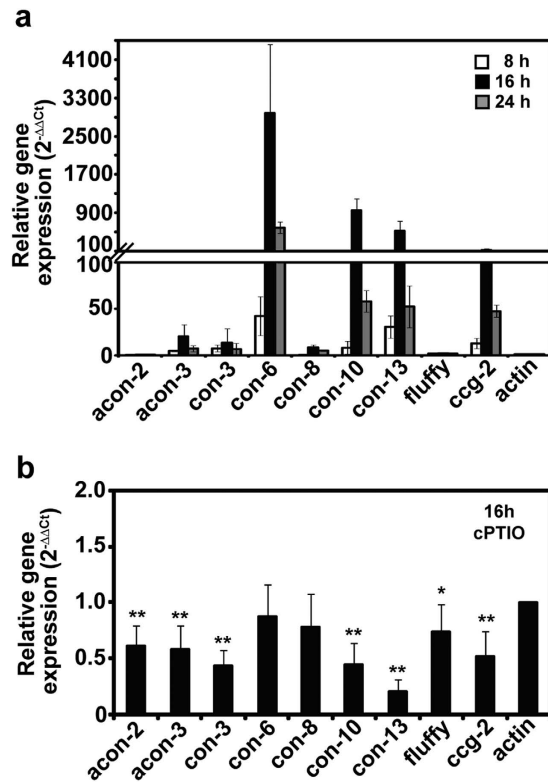 a
Relative gene
expression (2-ΔΔCt)
4100
3300
2500
1700
900
100
100
50
0
8 h
16 h
24 h
acon-2
acon-3
con-3
con-6
con-8
con-10
con-13
fluffy
ccg-2
actin
b
Relative gene
expression (2-ΔΔCt)
2.0
1.5
1.0
0.5
0
16h
cPTIO
** ** ** ** ** * **
acon-2
acon-3
con-3
con-6
con-8
con-10
con-13
fluffy
ccg-2
actin